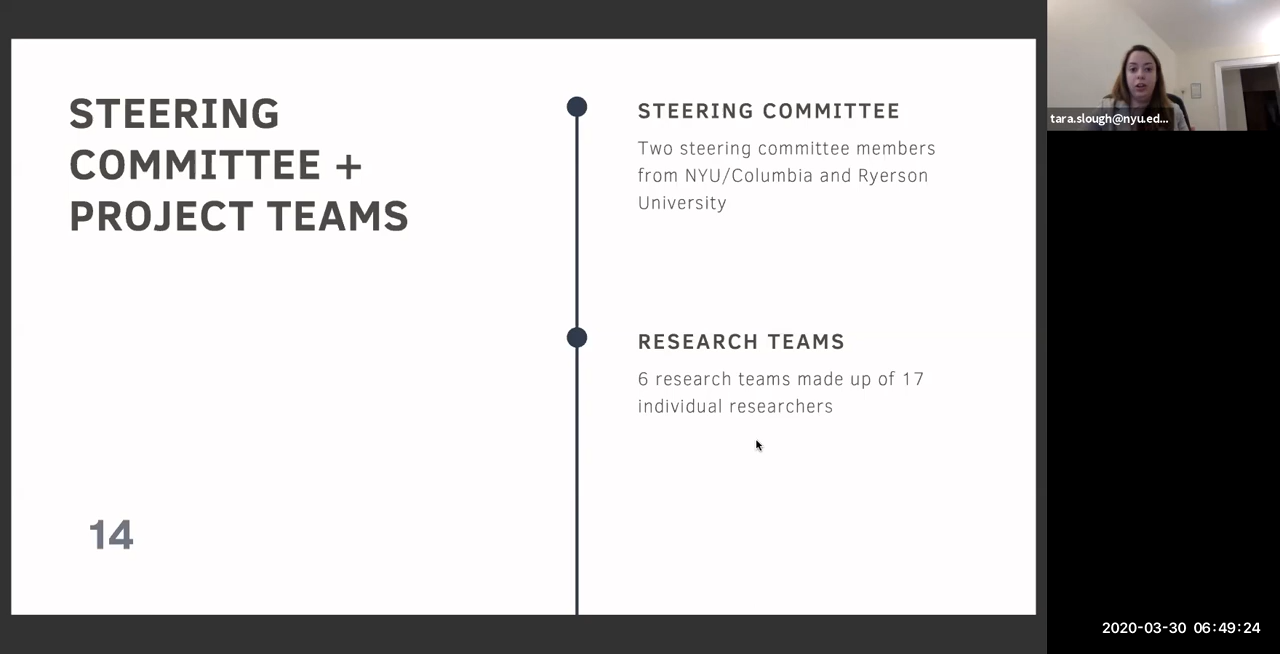 STEERING
COMMITTEE +
PROJECT TEAMS
14
STEERING COMMITTEE
Two steering committee members
from NYU/Columbia and Ryerson
University
RESEARCH TEAMS
6 research teams made up of 17
individual researchers
tara.slough@nyu.ed...
2020-03-30 06:49:24